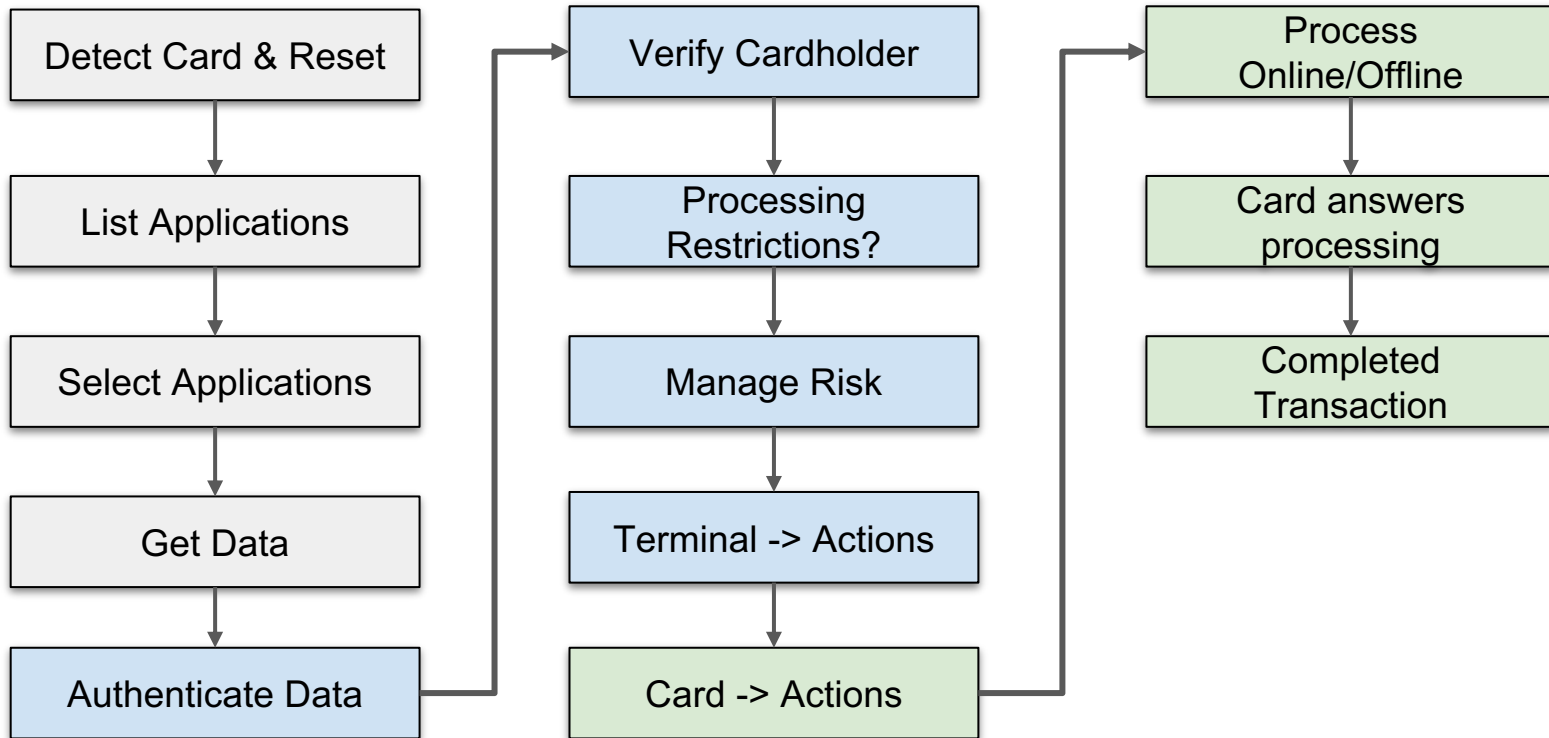 Detect Card & Reset
List Applications
Select Applications
Get Data
Authenticate Data
Verify Cardholder
Processing
Restrictions?
Manage Risk
Terminal -> Actions
Card -> Actions
Process
Online/Offline
Card answers
processing
Completed
Transaction